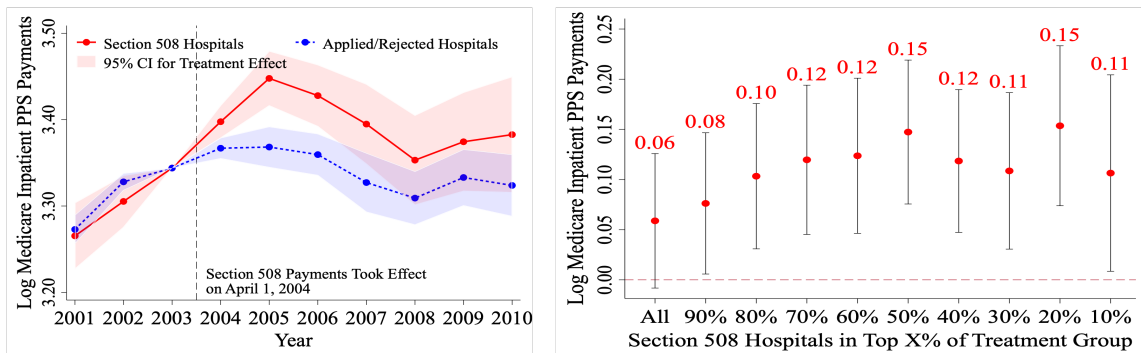 Log Medicare Inpatient PPS Payments
3.50
3.40
3.30
3.20
Section 508 Hospitals
Applied/Rejected Hospitals
95% CI for Treatment Effect
Section 508 Payments Took Effect
on April 1, 2004
2001 2002 2003 2004 2005 2006 2007 2008 2009 2010
Year
Log Medicare Inpatient PPS Payments
0.25
0.20
0.15
0.10
0.05
0.00
0.06
0.08
0.10
0.12
0.12
0.15
0.12
0.11
0.15
0.11
All 90% 80% 70% 60% 50% 40% 30% 20% 10%
Section 508 Hospitals in Top X% of Treatment Group